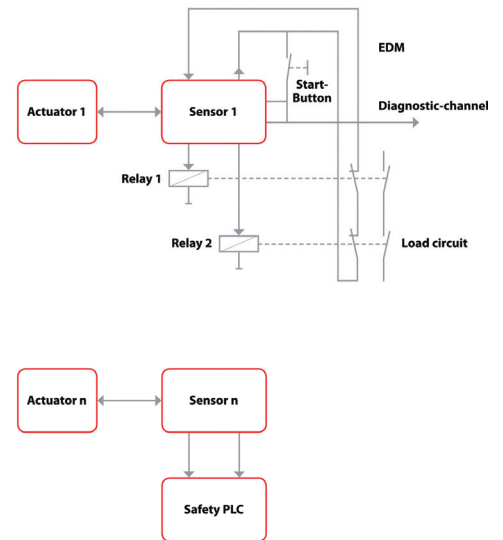 EDM
Start-
Button
Actuator 1
Sensor 1
Diagnostic-channel
Relay 1
Relay 2
Load circuit
Actuator n
Sensor n
Safety PLC